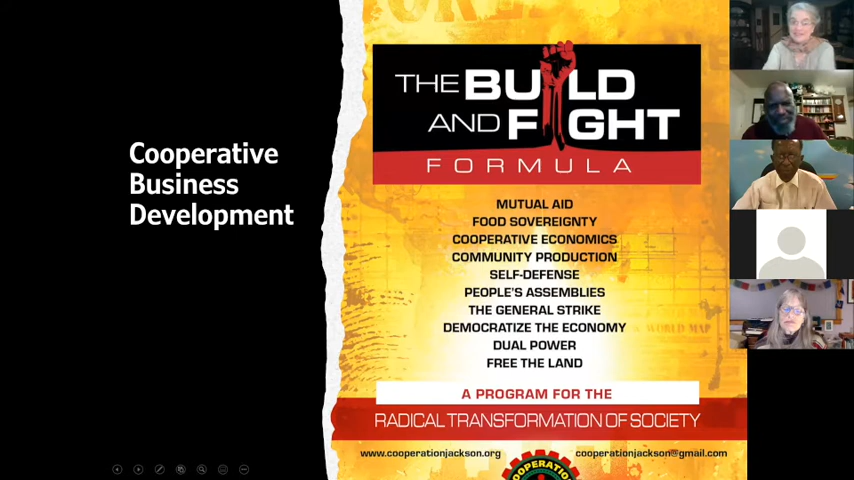 Cooperative
Business
Development
THE BUILD
AND FIGHT
FORMULA
MUTUAL AID
FOOD SOVEREIGNTY
COOPERATIVE ECONOMICS
COMMUNITY PRODUCTION
SELF-DEFENSE
PEOPLE'S ASSEMBLIES
THE GENERAL STRIKE
DEMOCRATIZE THE ECONOMY
DUAL POWER
FREE THE LAND
WORLD MAP
A PROGRAM FOR THE
RADICAL TRANSFORMATION OF SOCIETY
www.cooperationjackson.org
cooperationjackson@gmail.com
COOPERATION